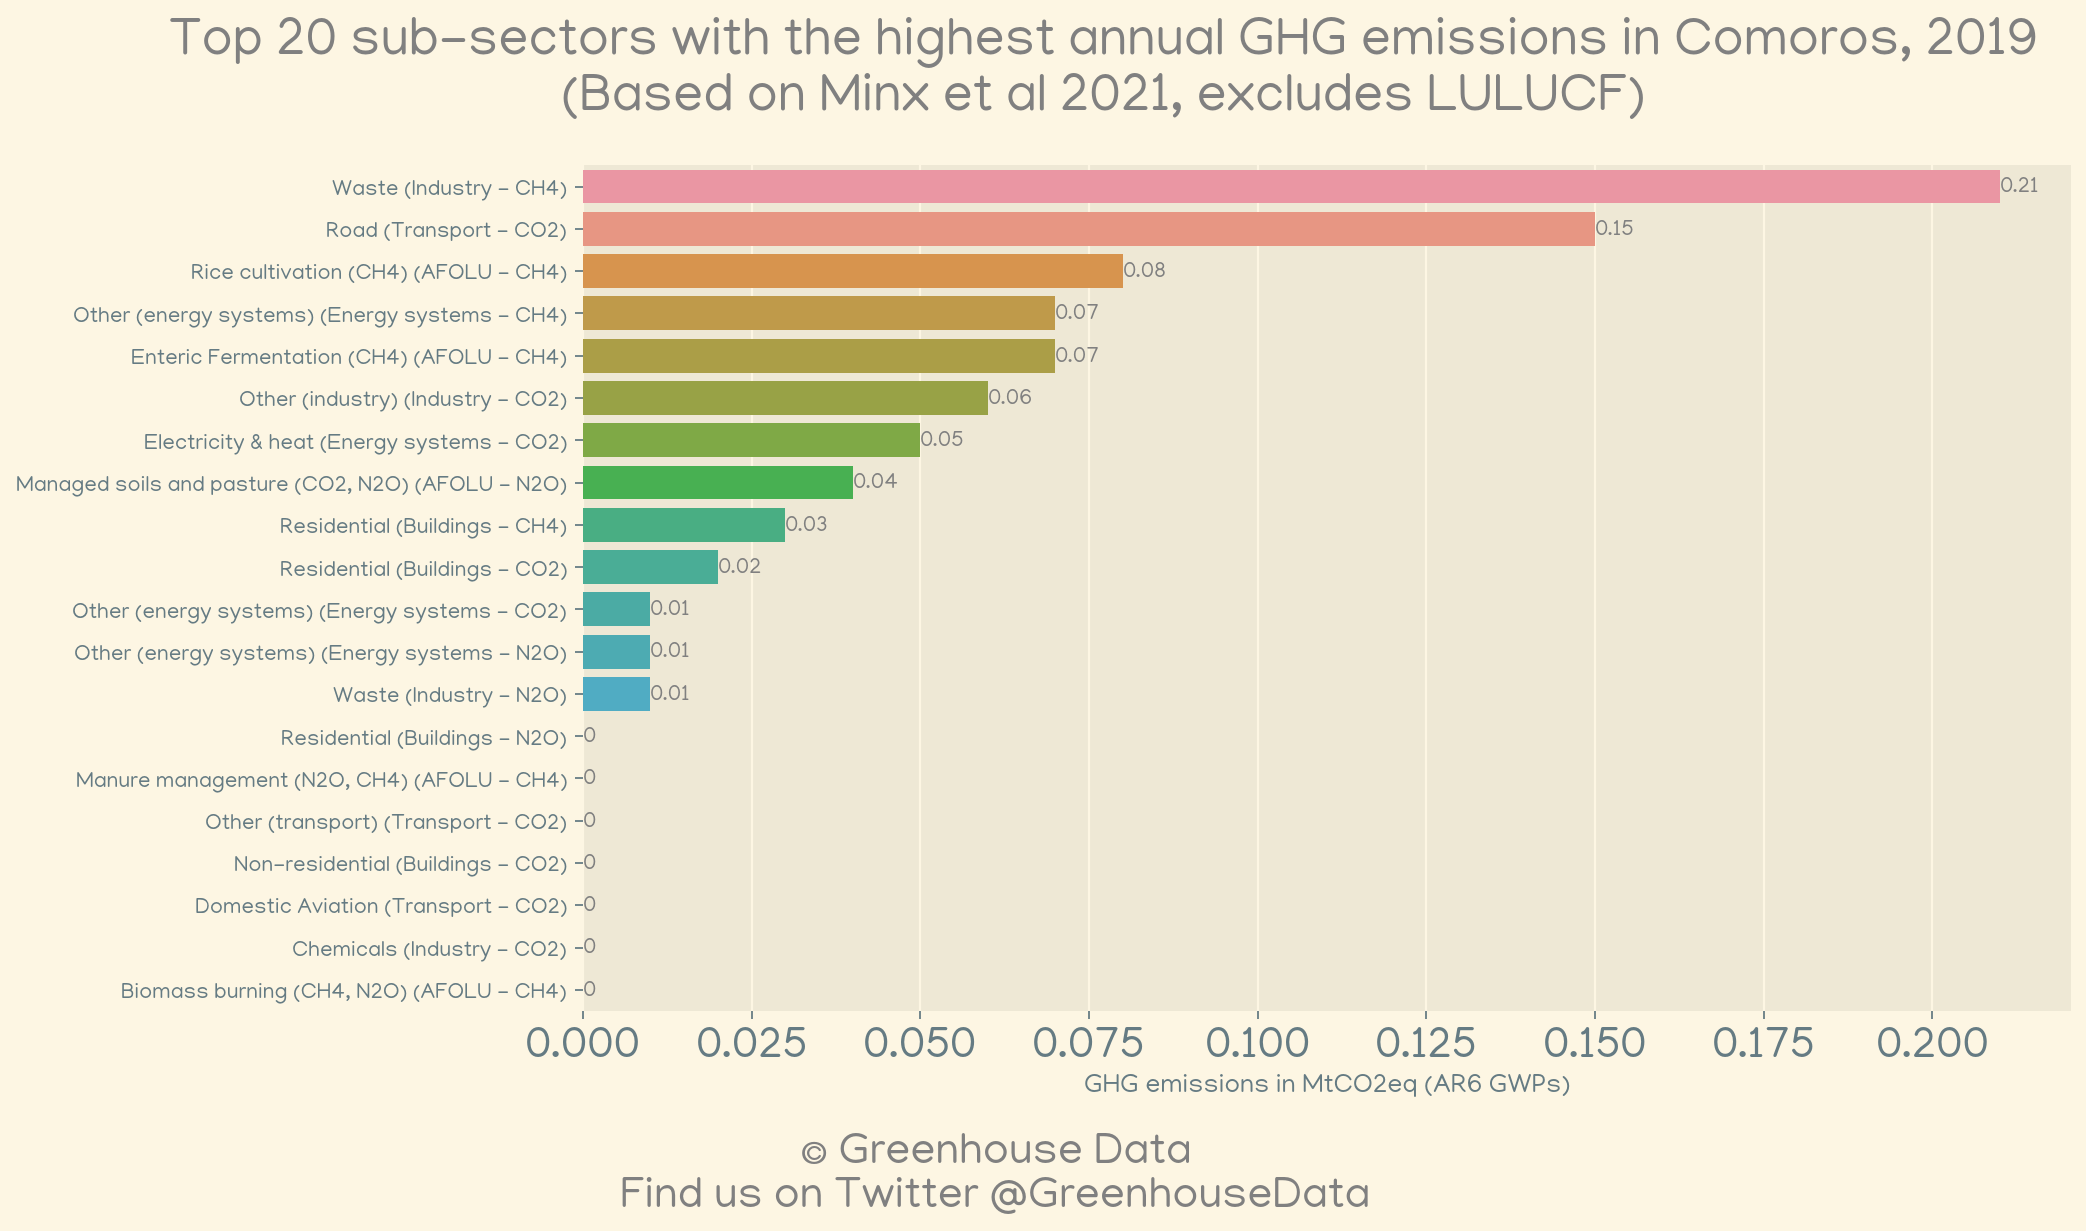 Top 20 sub-sectors with the highest annual GHG emissions in Comoros, 2019
(Based on Minx et al 2021, excludes LULUCF)
Waste (Industry - CH4) 0.21
Road (Transport - CO2) 0.15
Rice cultivation (CH4) (AFOLU - CH4) 0.08
Other (energy systems) (Energy systems - CH4) 0.07
Enteric Fermentation (CH4) (AFOLU - CH4) 0.07
Other (industry) (Industry - CO2) 0.06
Electricity & heat (Energy systems - CO2) 0.05
Managed soils and pasture (CO2, N2O) (AFOLU - N2O) 0.04
Residential (Buildings - CH4) 0.03
Residential (Buildings - CO2) 0.02
Other (energy systems) (Energy systems - CO2) 0.01
Other (energy systems) (Energy systems - N2O) 0.01
Waste (Industry - N2O) 0.01
Residential (Buildings - N2O) 0
Manure management (N2O, CH4) (AFOLU - CH4) 0
Other (transport) (Transport - CO2) 0
Non-residential (Buildings - CO2) 0
Domestic Aviation (Transport - CO2) 0
Chemicals (Industry - CO2) 0
Biomass burning (CH4, N2O) (AFOLU - CH4) 0
0.000 0.025 0.050 0.075 0.100 0.125 0.150 0.175 0.200
GHG emissions in MtCO2eq (AR6 GWPs)
© Greenhouse Data
Find us on Twitter @GreenhouseData